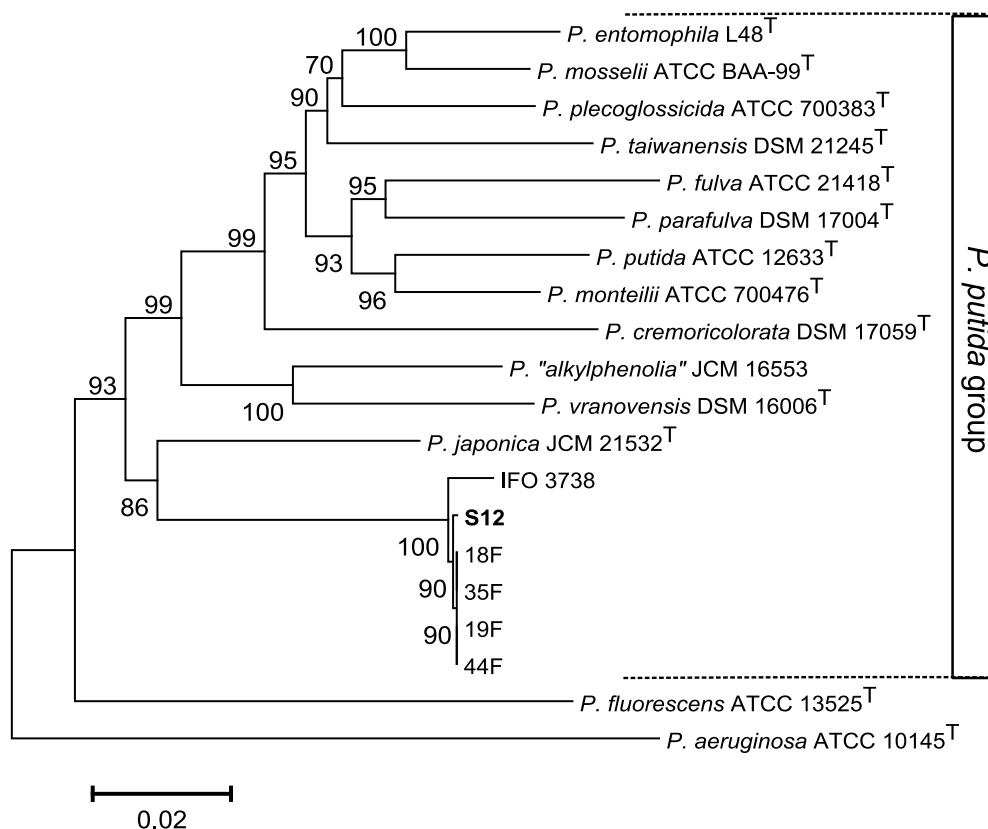 100
P. entomophila L48T
P. mosselii ATCC BAA-99T
70
P. plecoglossicida ATCC 700383T
90
P. taiwanensis DSM 21245T
95
95
P. fulva ATCC 21418T
P. parafulva DSM 17004T
99
93
P. putida ATCC 12633T
96
P. monteilii ATCC 700476T
99
P. cremoricolorata DSM 17059T
P. "alkylphenolia" JCM 16553
93
100
P. vranovensis DSM 16006T
P. japonica JCM 21532T
86
IFO 3738
S12
100
18F
90
35F
90
19F
44F
P. fluorescens ATCC 13525T
P. aeruginosa ATCC 10145T
P. putida group
0.02